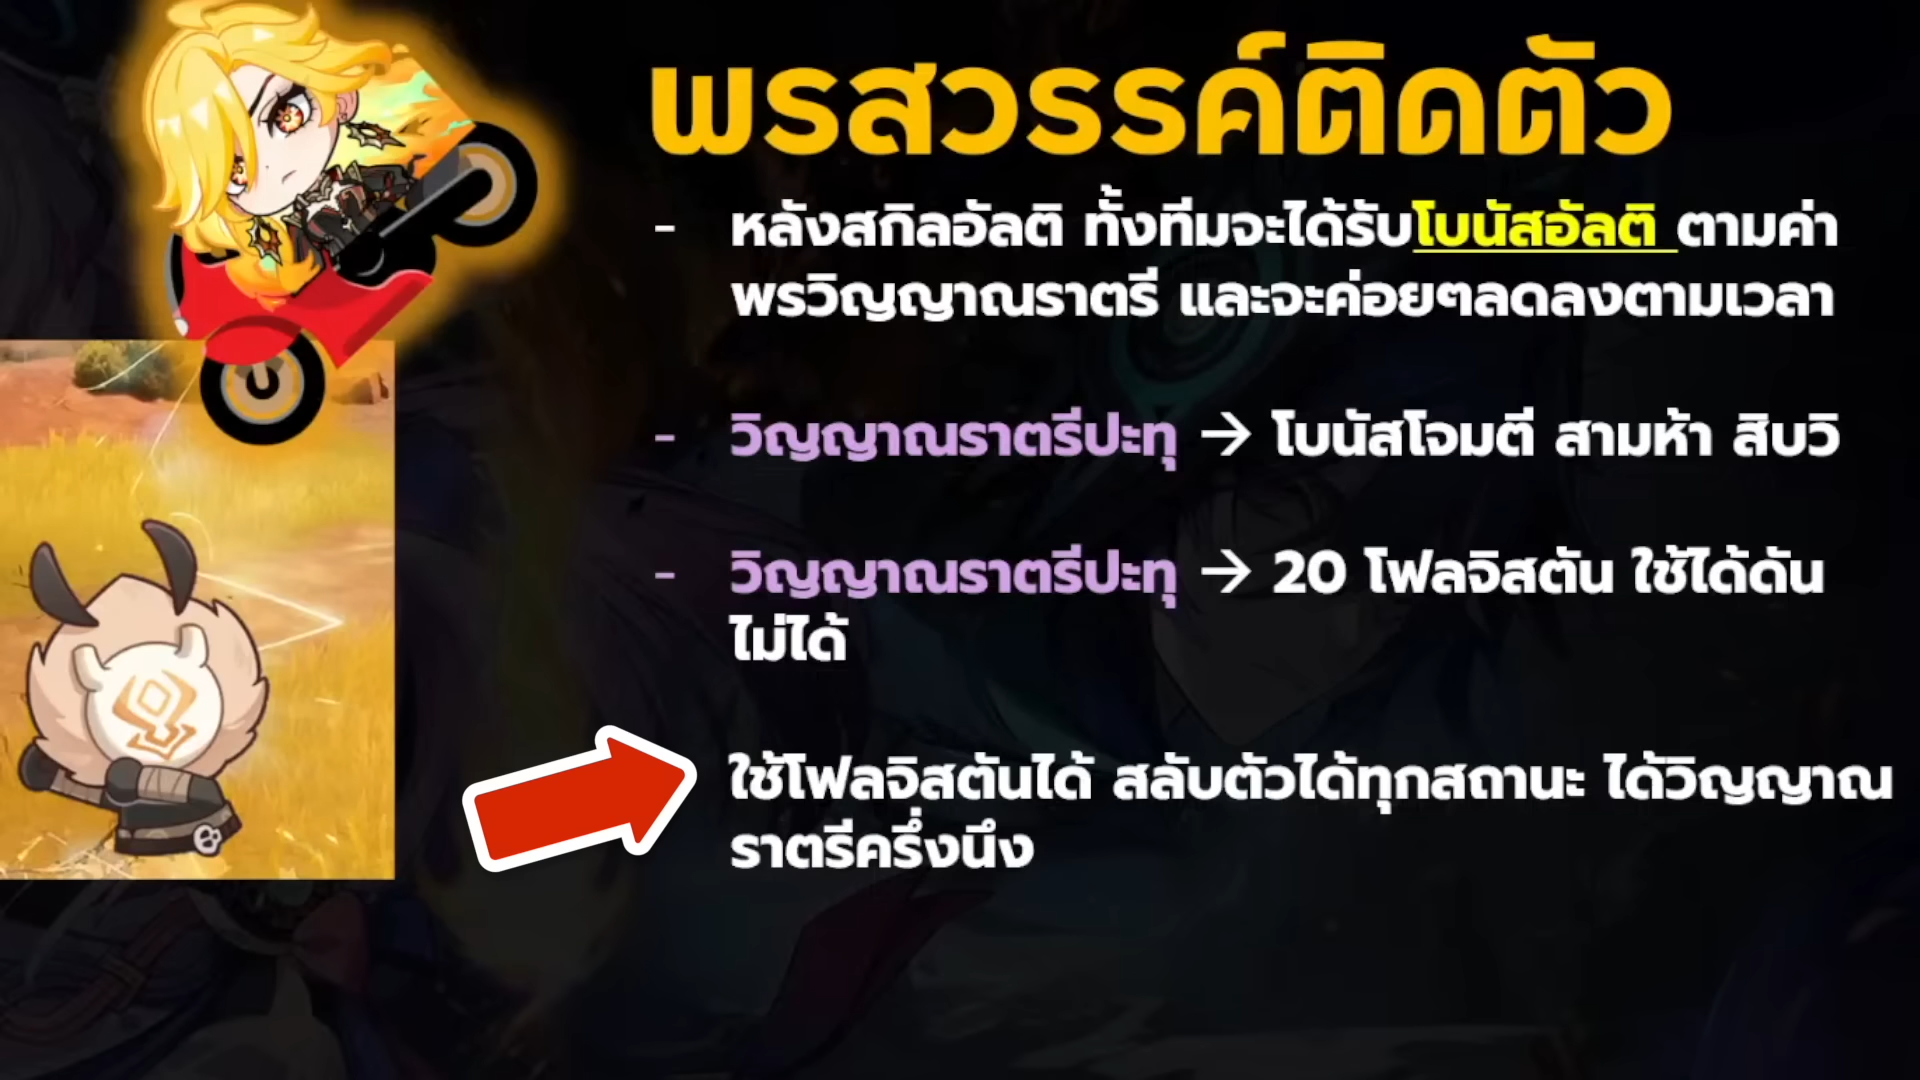 พรสวรรค์ติดตัว
- หลังสกิลอัลติ ทั้งทีมจะได้รับโบนัสอัลติ ตามค่า
พรวิญญาณราตรี และจะค่อยๆลดลงตามเวลา
- วิญญาณราตรีปะทุ → โบนัสโจมตี สามห้า สิบวิ
- วิญญาณราตรีปะทุ → 20 โฟลจิสตัน ใช้ได้ดัน
ไม่ได้
ใช้โฟลจิสตันได้ สลับตัวได้ทุกสถานะ ได้วิญญาณ
ราตรีครึ่งนึง